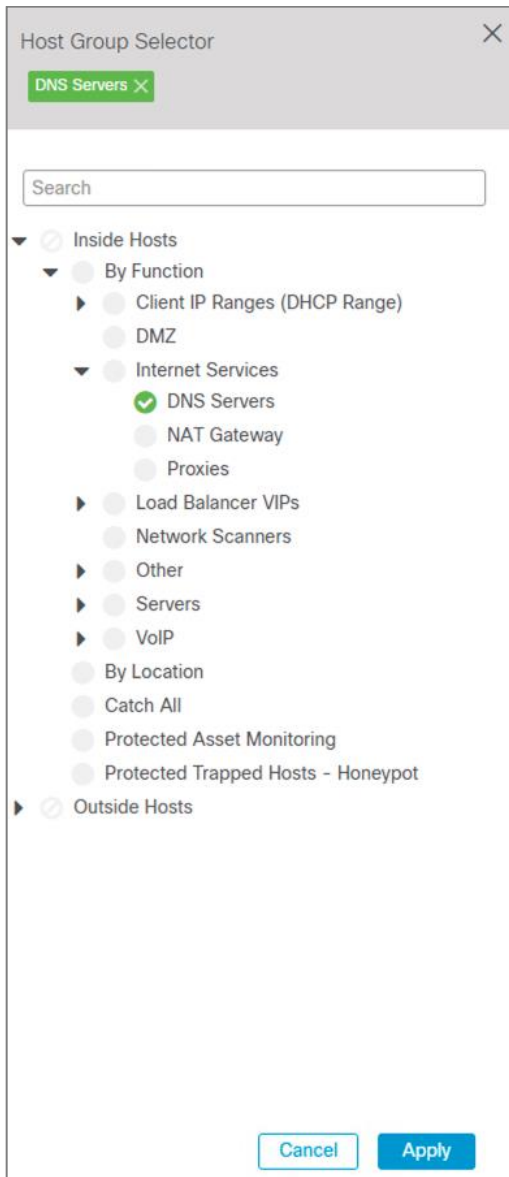 Host Group Selector
DNS Servers
Search
Inside Hosts
By Function
Client IP Ranges (DHCP Range)
DMZ
Internet Services
DNS Servers
NAT Gateway
Proxies
Load Balancer VIPs
Network Scanners
Other
Servers
VoIP
By Location
Catch All
Protected Asset Monitoring
Protected Trapped Hosts - Honeypot
Outside Hosts
Cancel Apply